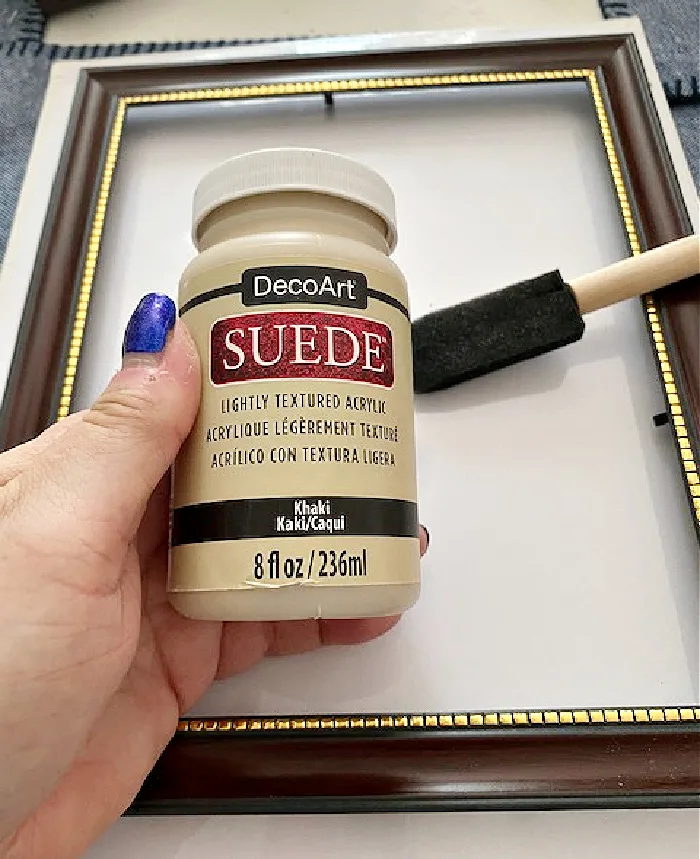 DecoArt
SUEDE
LIGHTLY TEXTURED ACRYLIC
ACRYLIQUE LÉGÈREMENT TEXTURÉ
ACRÍLICO CON TEXTURA LIGERA
Khaki
Kaki/Caqui
8 fl oz / 236ml